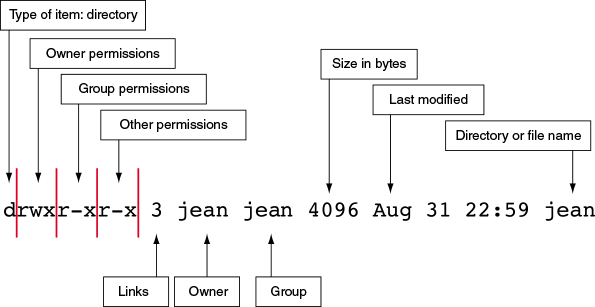 Type of item: directory
Owner permissions
Group permissions
Other permissions
Size in bytes
Last modified
Directory or file name
drwxr-xr-x 3 jean jean 4096 Aug 31 22:59 jean
Links
Owner
Group